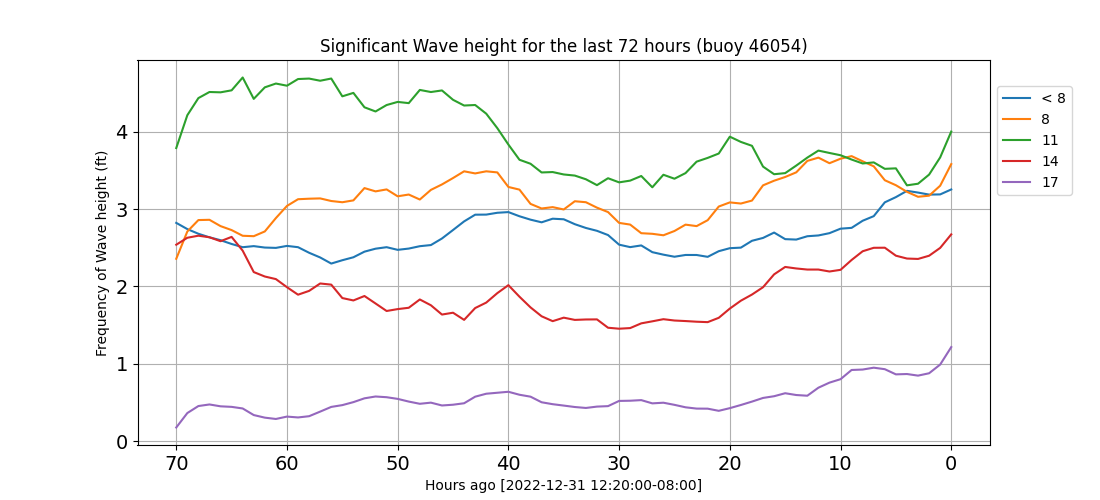 Significant Wave height for the last 72 hours (buoy 46054)
Frequency of Wave height (ft)
4
3
2
1
0
70 60 50 40 30 20 10 0
Hours ago [2022-12-31 12:20:00-08:00]
< 8
8
11
14
17